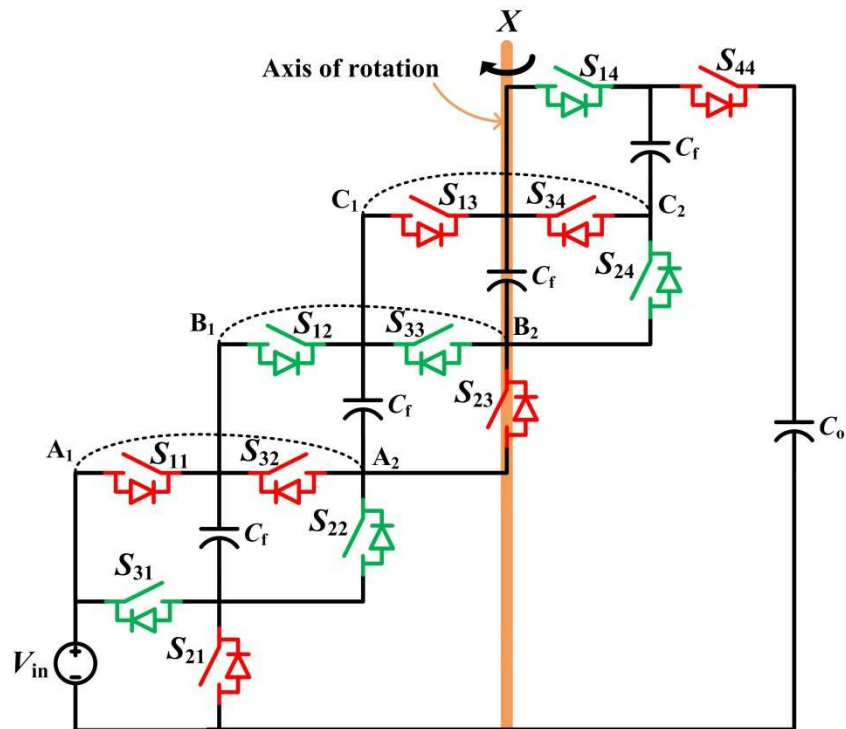 X
Axis of rotation
S14 S44
Cf
C1 S13 S34 C2
S24
Cf
B1 S12 S33 B2
S23
Cf
Co
A1 S11 S32 A2
S22
Cf
S31
Vin
S21